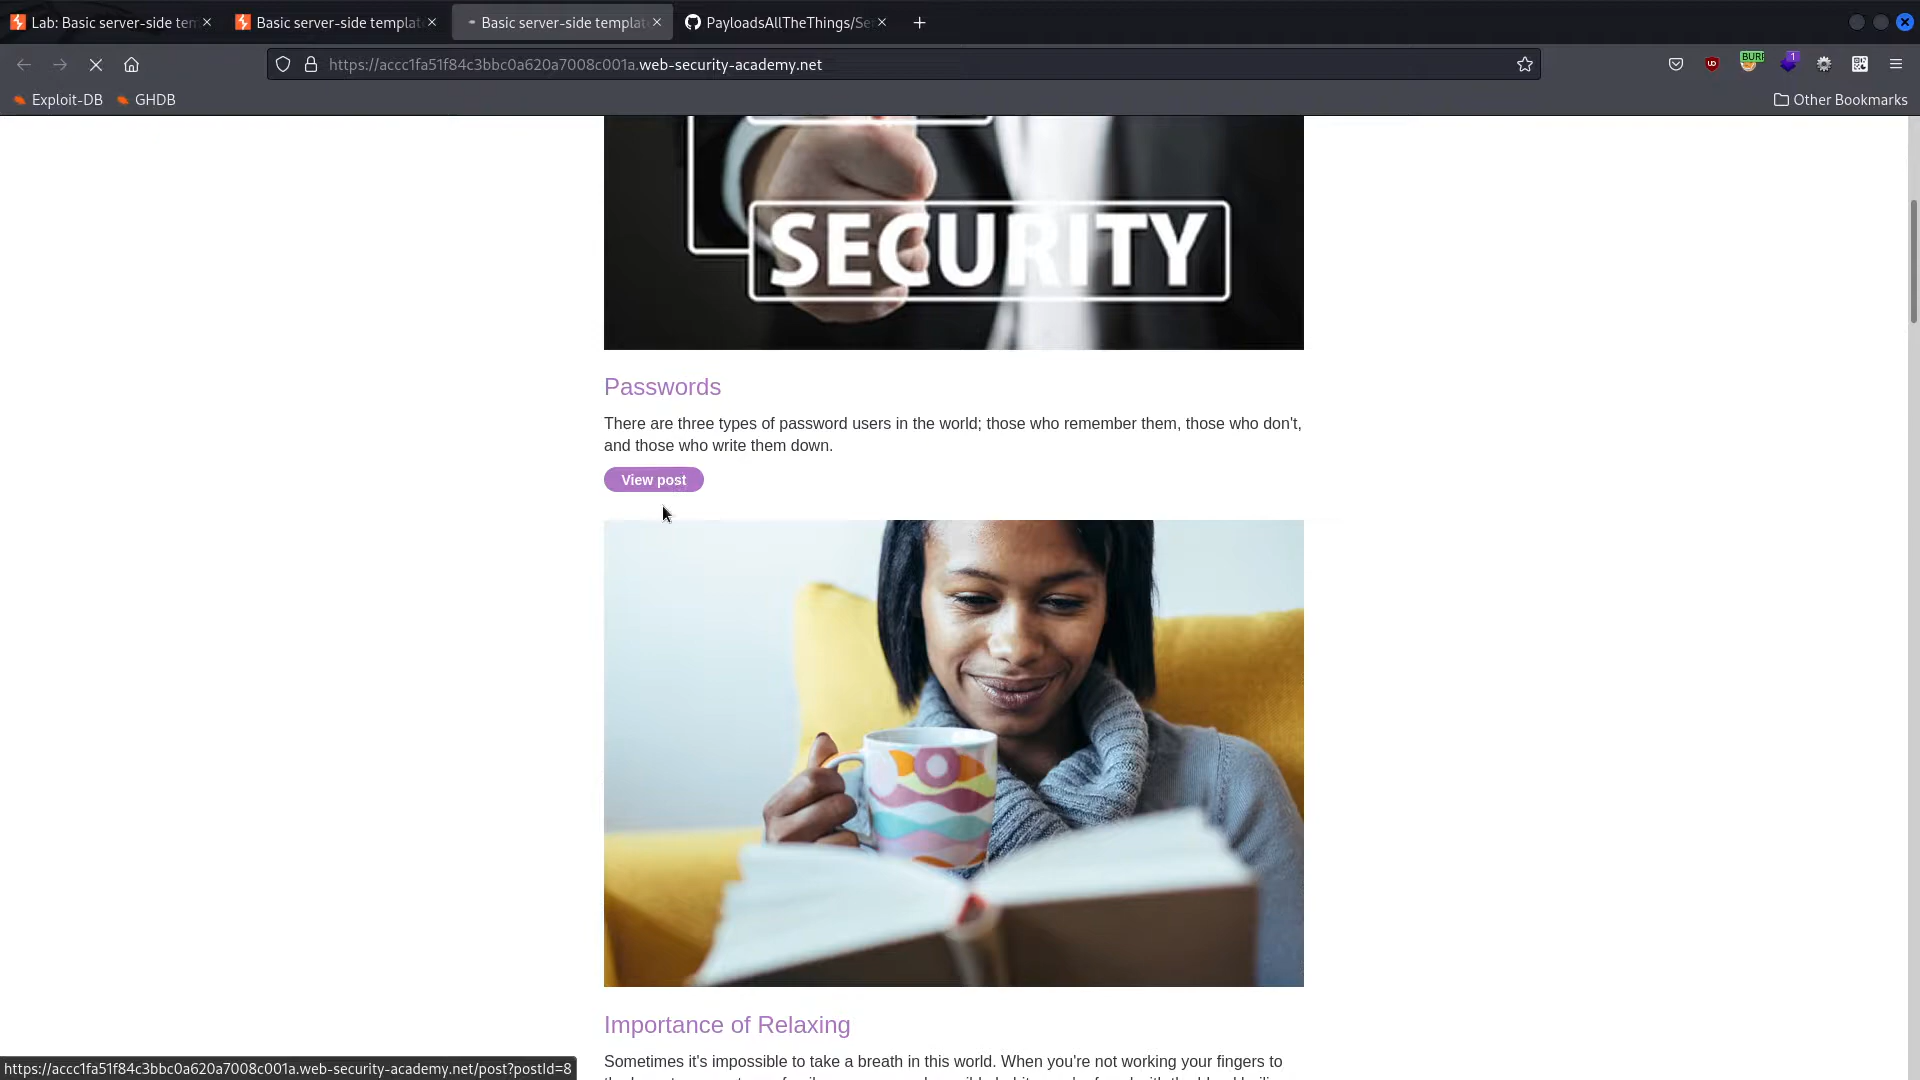 Lab: Basic server-side tem
Basic server-side templat
Basic server-side templat
PayloadsAllTheThings/Se
https://accc1fa51f84c3bbc0a620a7008c001a.web-security-academy.net
BUR
1
Exploit-DB
GHDB
Other Bookmarks
SECURITY
Passwords
There are three types of password users in the world; those who remember them, those who don't,
and those who write them down.
View post
Importance of Relaxing
Sometimes it's impossible to take a breath in this world. When you're not working your fingers to
https://accc1fa51f84c3bbc0a620a7008c001a.web-security-academy.net/post?postId=8